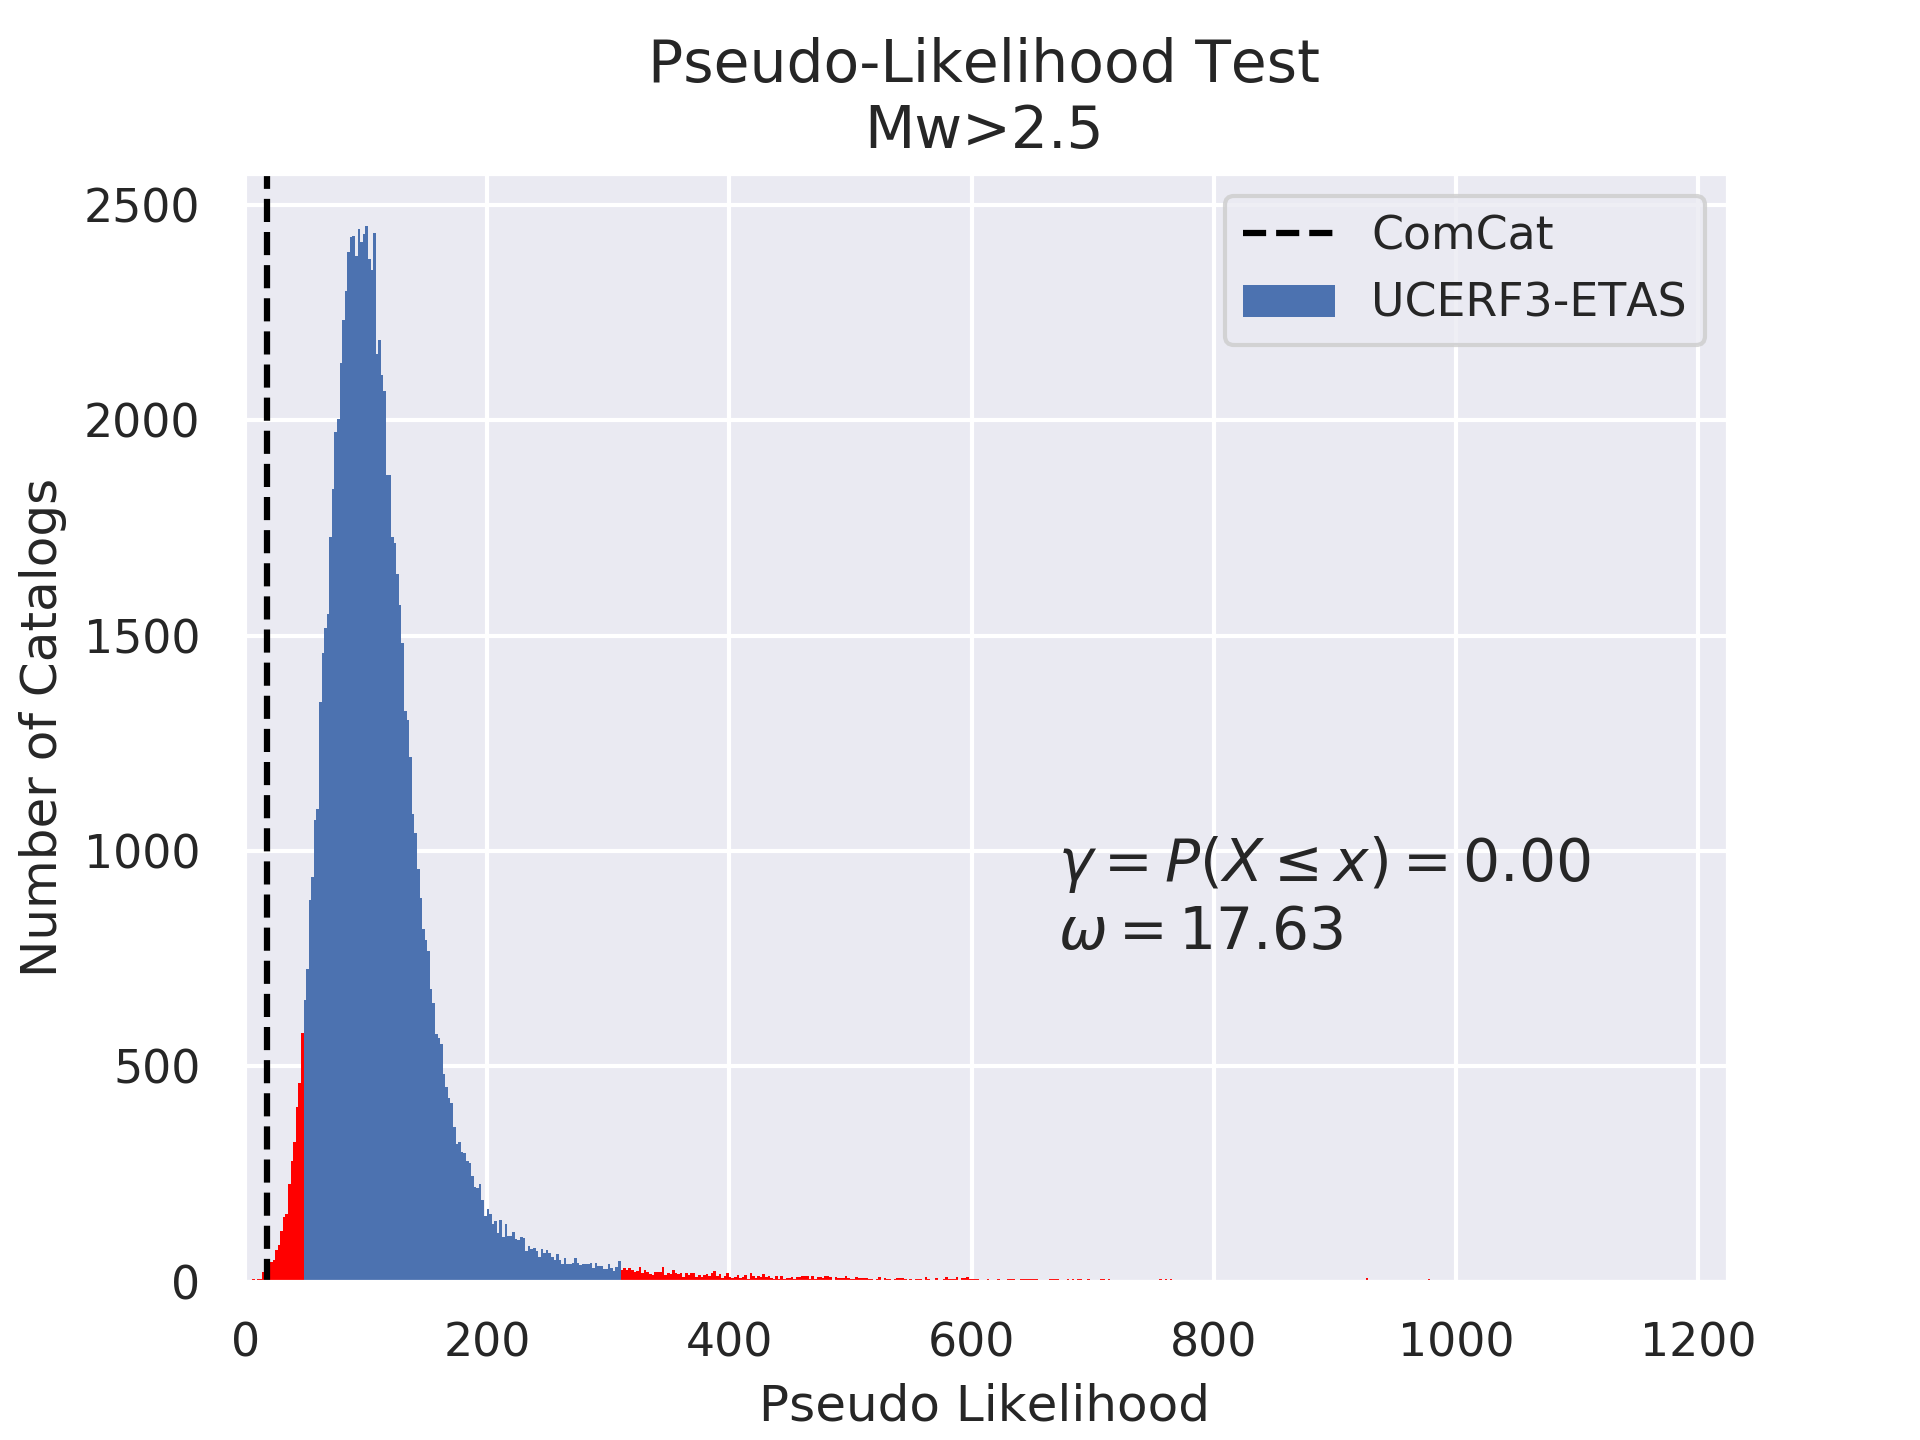 Pseudo-Likelihood Test
Mw>2.5
2500
2000
1500
1000
500
0
Number of Catalogs
ComCat
UCERF3-ETAS
γ = P(X ≤ x) = 0.00
ω = 17.63
0 200 400 600 800 1000 1200
Pseudo Likelihood